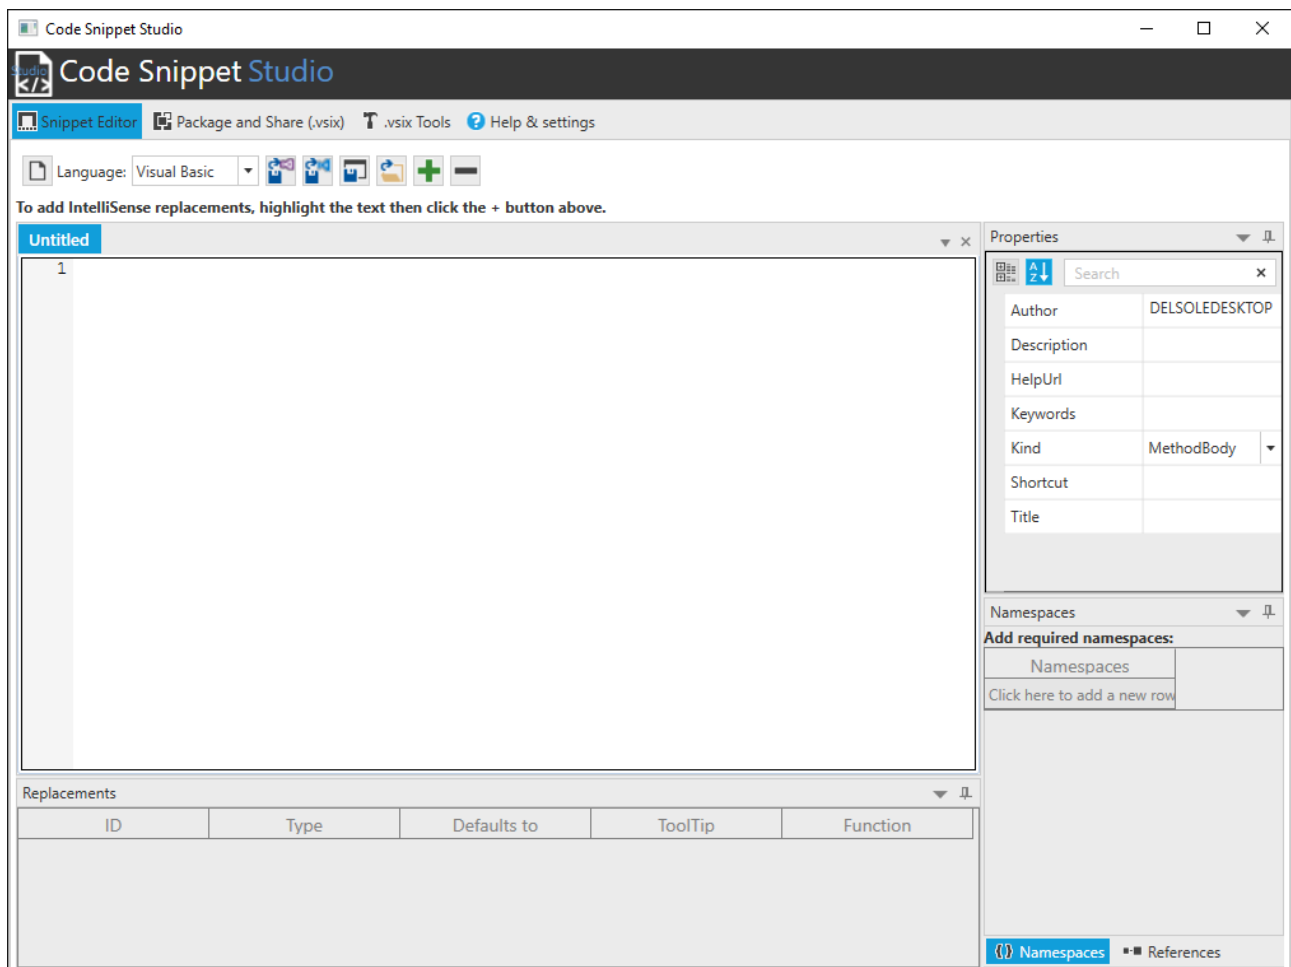 Code Snippet Studio
Studio
</>
Code Snippet Studio
Snippet Editor Package and Share (.vsix) .vsix Tools ? Help & settings
Language: Visual Basic
To add IntelliSense replacements, highlight the text then click the + button above.
Untitled
1
Properties
A
Z
Search
Author DELSOLEDESKTOP
Description
HelpUrl
Keywords
Kind MethodBody
Shortcut
Title
Namespaces
Add required namespaces:
Namespaces
Click here to add a new row
Replacements
ID Type Defaults to ToolTip Function
{} Namespaces References